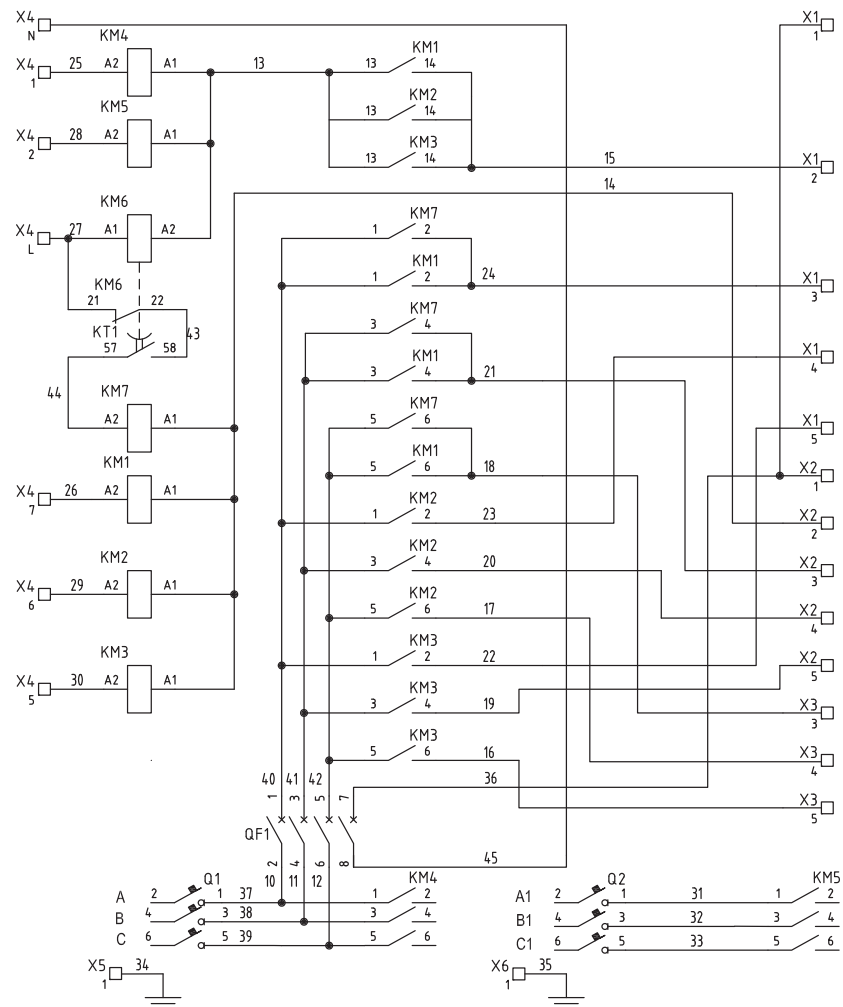 X4 X1
N 1
KM4 KM1
X4 25 A2 A1 13 13 14
1
KM5 KM2
13 14
X4 28 A2 A1
2
KM3
13 14 15 X1
2
14
KM6 KM7
X4 27 A1 A2 1 2
L
KM6 KM1
1 2 24 X1
3
21 22
KM7
KT1 43 3 4
57 58 KM1 X1
4
3 4 21
44
KM7 KM7
A2 A1 5 6 X1
5
KM1 KM1
5 6 18 X2
1
X4 26 A2 A1
7
KM2
1 2 23 X2
2
KM2 KM2
3 4 20 X2
3
X4 29 A2 A1
6
KM2
5 6 17 X2
4
KM3 KM3
1 2 22 X2
5
X4 30 A2 A1
5
KM3
3 4 19 X3
3
KM3
5 6 16 X3
4
40 41 42
1 3 5 7 36
X3
5
QF1
2 4 6 8 45
10 11 12
Q1 KM4 Q2 KM5
A 2 1 37 1 2 A1 2 1 31 1 2
B 4 3 38 3 4 B1 4 3 32 3 4
C 6 5 39 5 6 C1 6 5 33 5 6
X5 34 X6 35
1 1